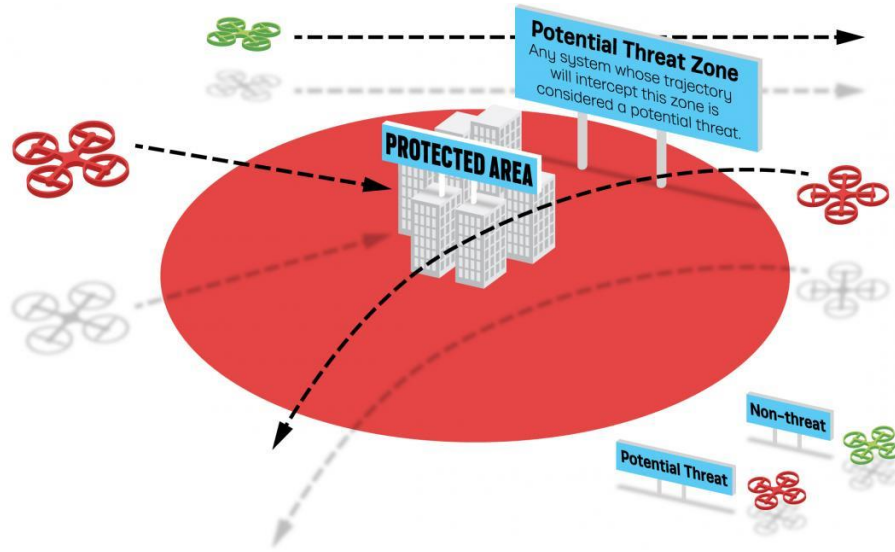 Potential Threat Zone
Any system whose trajectory
will intercept this zone is
considered a potential threat.
PROTECTED AREA
Non-threat
Potential Threat